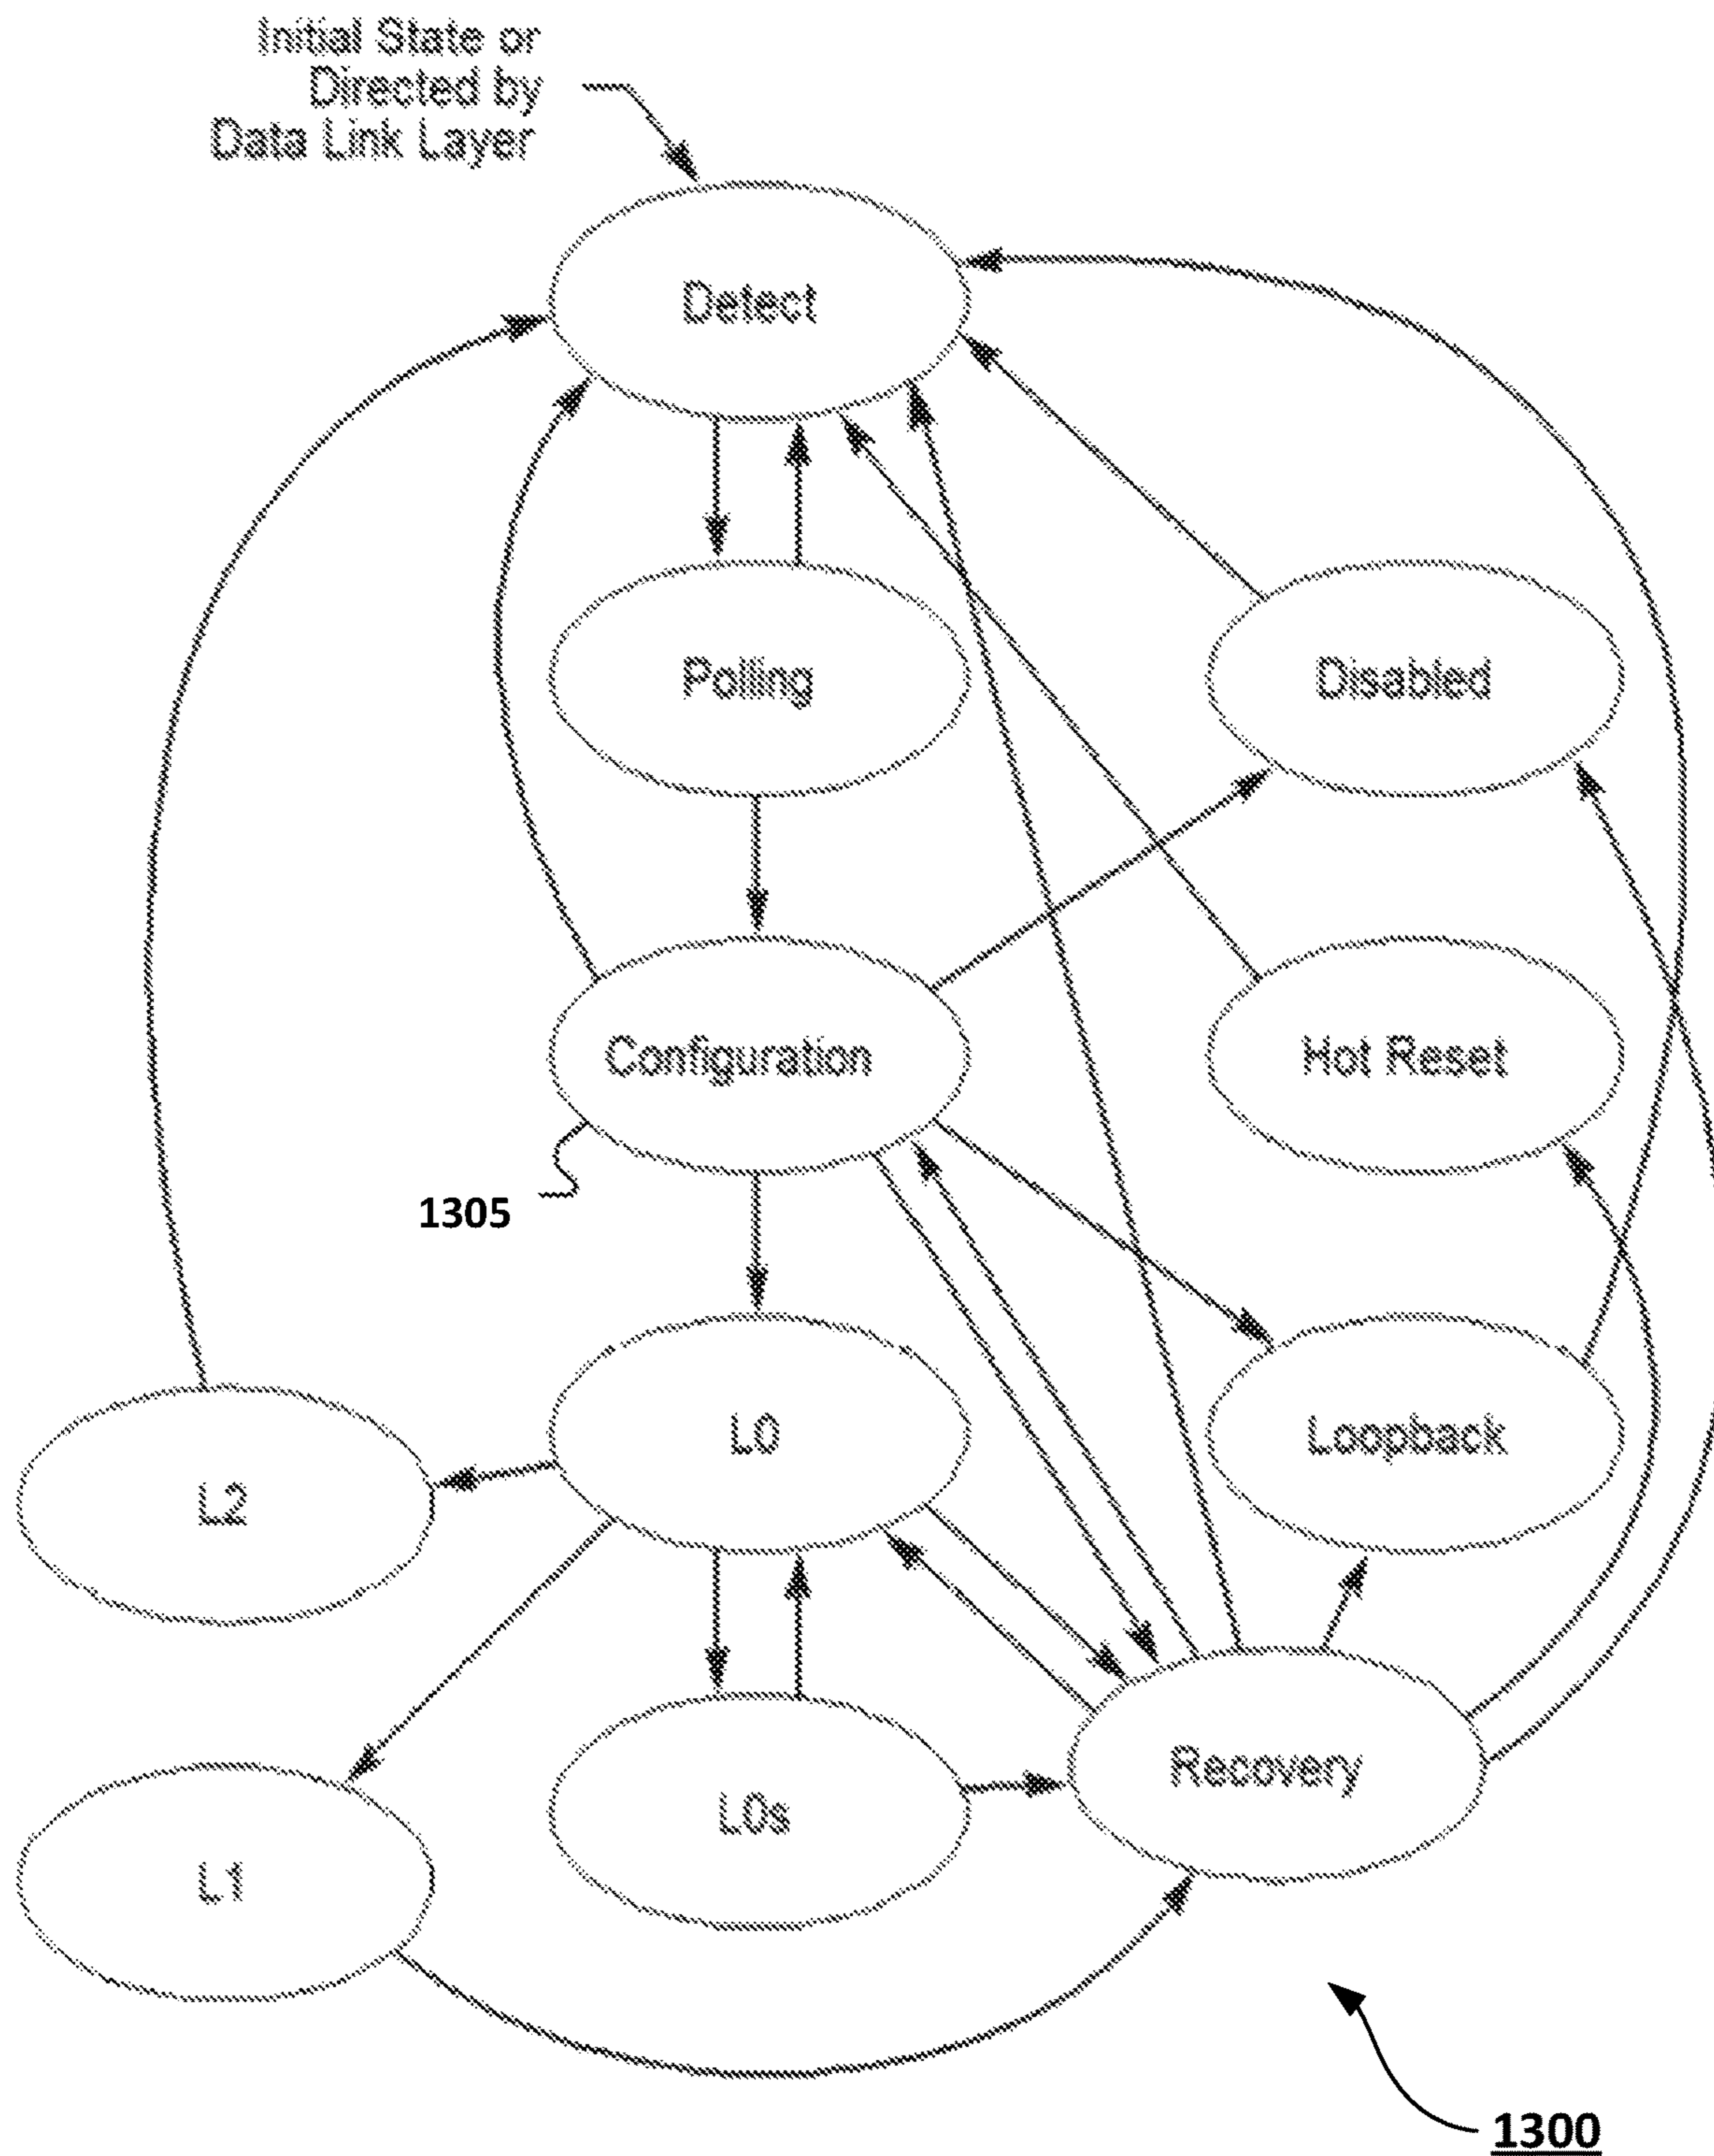 Initial State or
Directed by
Data Link Layer
Detect
Polling
Disabled
Configuration
Hot Reset
1305
L0
Loopback
L2
Recovery
L0s
L1
1300